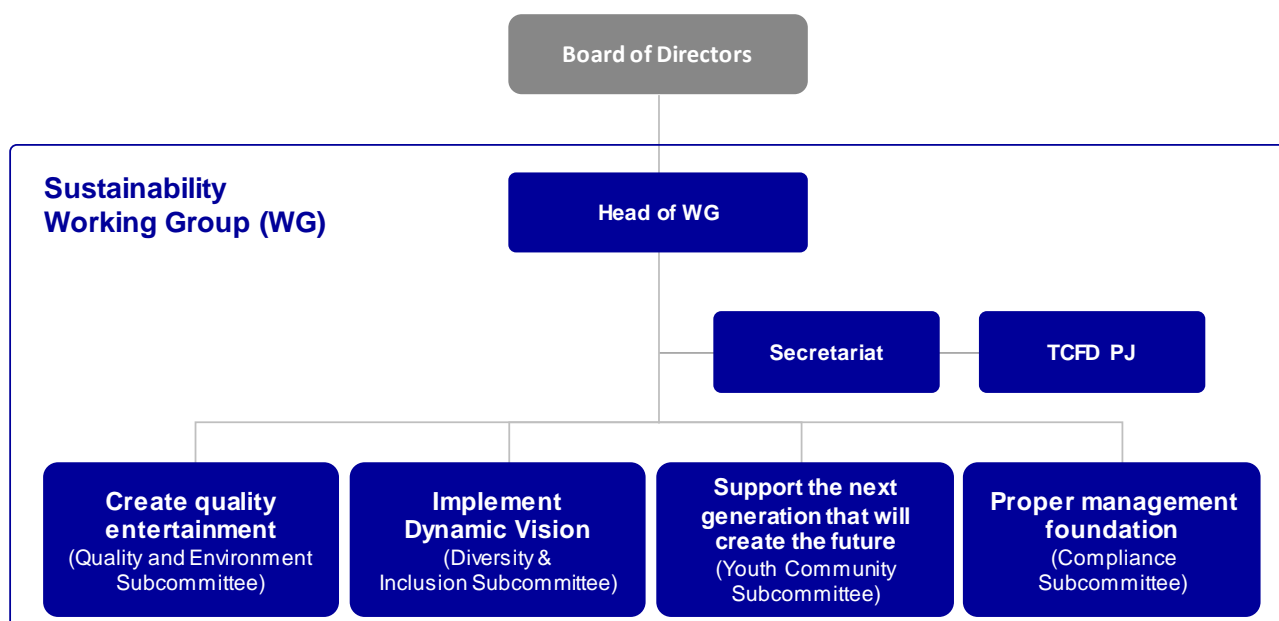 Board of Directors
Sustainability
Working Group (WG)
Head of WG
Secretariat
TCFD PJ
Create quality
entertainment
(Quality and Environment
Subcommittee)
Implement
Dynamic Vision
(Diversity &
Inclusion Subcommittee)
Support the next
generation that will
create the future
(Youth Community
Subcommittee)
Proper management
foundation
(Compliance
Subcommittee)